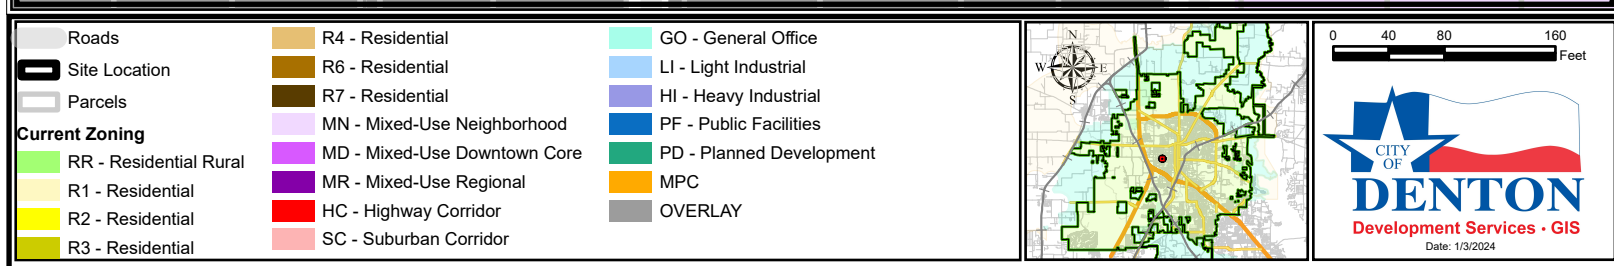 Roads
Site Location
Parcels
Current Zoning
RR - Residential Rural
R1 - Residential
R2 - Residential
R3 - Residential
R4 - Residential
R6 - Residential
R7 - Residential
MN - Mixed-Use Neighborhood
MD - Mixed-Use Downtown Core
MR - Mixed-Use Regional
HC - Highway Corridor
SC - Suburban Corridor
GO - General Office
LI - Light Industrial
HI - Heavy Industrial
PF - Public Facilities
PD - Planned Development
MPC
OVERLAY
N
W E
S
0 40 80 160
Feet
CITY
OF
DENTON
Development Services • GIS
Date: 1/3/2024